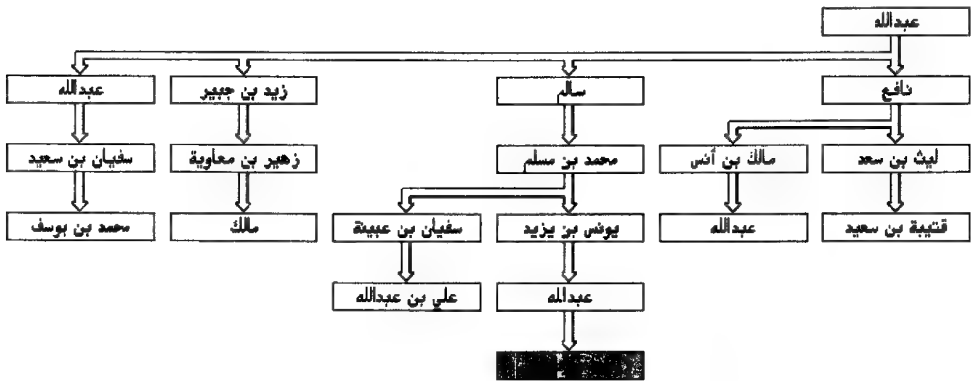 عبدالله
نافع
سالم
زيد بن جبير
عبدالله
ليث بن سعد
مالك بن أنس
محمد بن مسلم
زهير بن معاوية
سفيان بن سعيد
قتيبة بن سعيد
عبدالله
يونس بن يزيد
سفيان بن عيينة
مالك
محمد بن يوسف
عبدالله
علي بن عبدالله